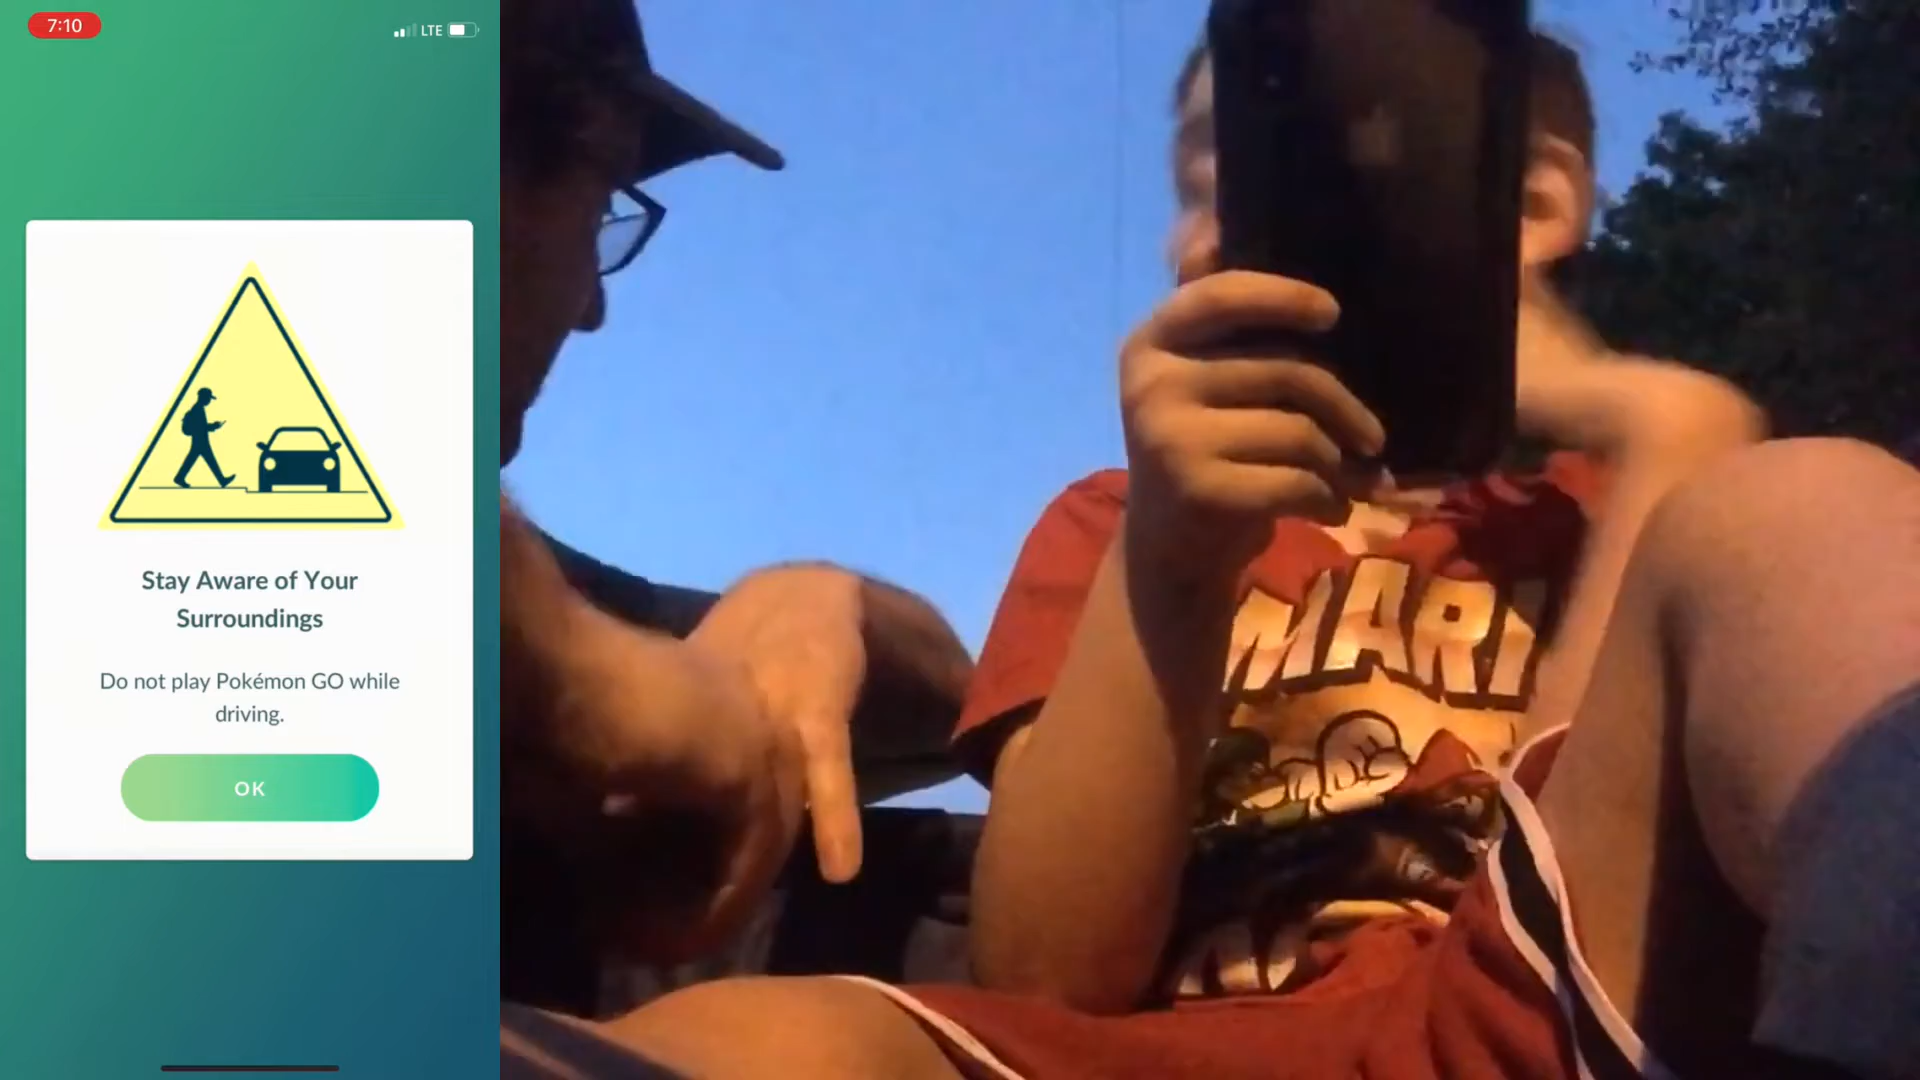 7:10
LTE
Stay Aware of Your
Surroundings
Do not play Pokémon GO while
driving.
OK
MARI